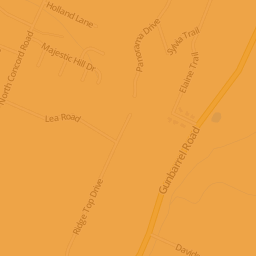 Holland Lane
Panorama Drive
Sylvia Trail
Majestic Hill Dr
Elaine Trail
North Concord Road
Lea Road
Gunbarrel Road
Ridge Top Drive
Davids